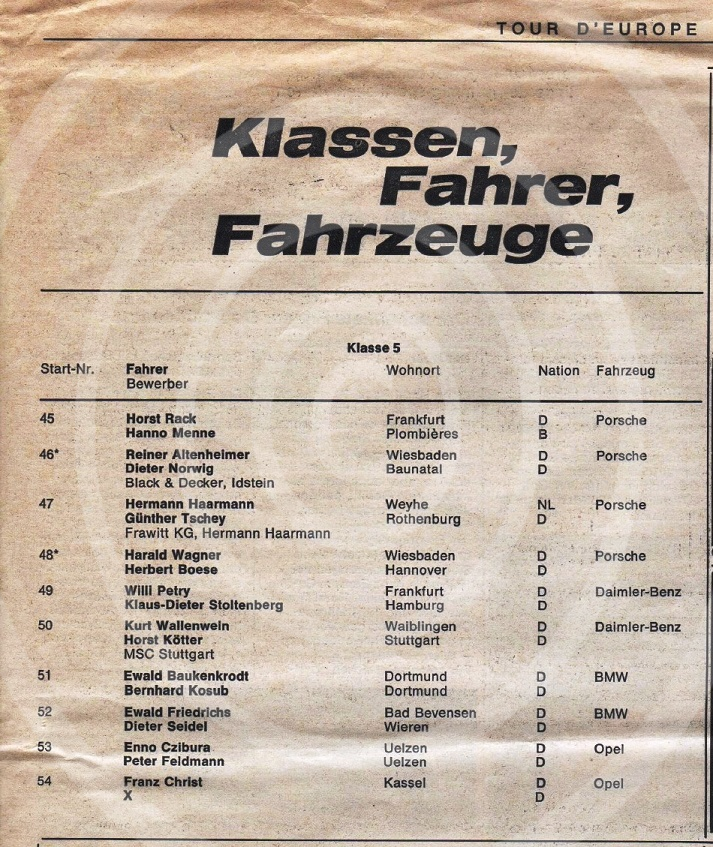 TOUR D'EUROPE
Klassen,
Fahrer,
Fahrzeuge
Klasse 5
Start-Nr. Fahrer Wohnort Nation Fahrzeug
Bewerber
45 Horst Rack Frankfurt D Porsche
Hanno Menne Plombières B
46* Reiner Altenheimer Wiesbaden D Porsche
Dieter Norwig Baunatal D
Black & Decker, Idstein
47 Hermann Haarmann Weyhe NL Porsche
Günther Tschey Rothenburg D
Frawitt KG, Hermann Haarmann
48* Harald Wagner Wiesbaden D Porsche
Herbert Boese Hannover D
49 Willi Petry Frankfurt D Daimler-Benz
Klaus-Dieter Stoltenberg Hamburg D
50 Kurt Wallenwein Waiblingen D Daimler-Benz
Horst Kötter Stuttgart D
MSC Stuttgart
51 Ewald Baukenkrodt Dortmund D BMW
Bernhard Kosub Dortmund D
52 Ewald Friedrichs Bad Bevensen D BMW
Dieter Seidel Wieren D
53 Enno Czibura Uelzen D Opel
Peter Feldmann Uelzen D
54 Franz Christ Kassel D Opel
X D